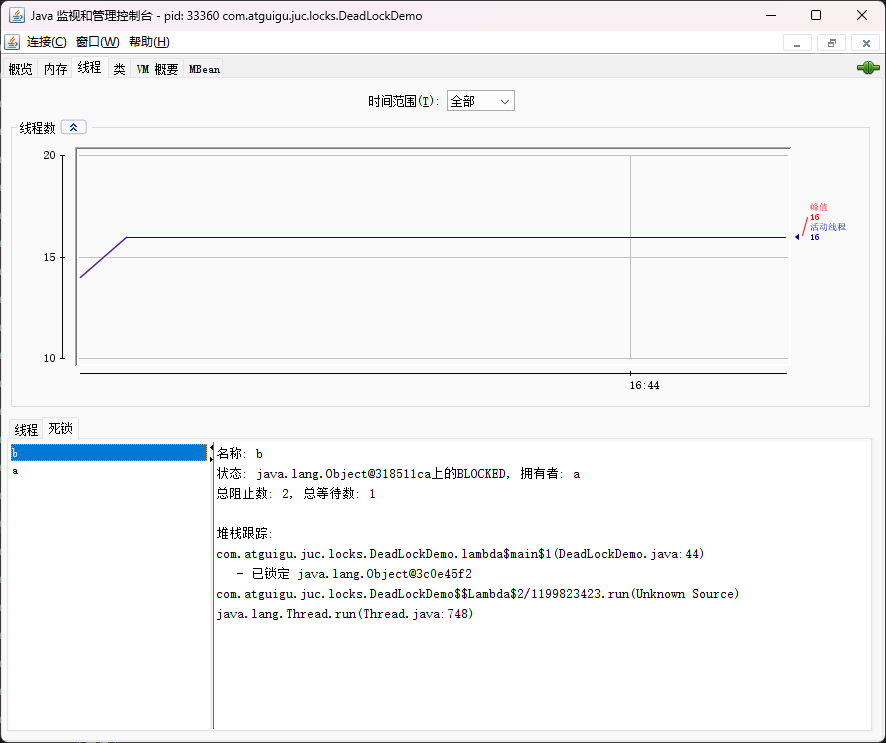 Java 监视和管理控制台 - pid: 33360 com.atguigu.juc.locks.DeadLockDemo
连接(C) 窗口(W) 帮助(H)
概览 内存 线程 类 VM 概要 MBean
时间范围(T): 全部
线程数
20
峰值
16
活动线程
16
15
10
16:44
线程 死锁
b
a
名称: b
状态: java.lang.Object@318511ca上的BLOCKED, 拥有者: a
总阻止数: 2, 总等待数: 1
堆栈跟踪:
com.atguigu.juc.locks.DeadLockDemo.lambda$main$1(DeadLockDemo.java:44)
- 已锁定 java.lang.Object@3c0e45f2
com.atguigu.juc.locks.DeadLockDemo$$Lambda$2/1199823423.run(Unknown Source)
java.lang.Thread.run(Thread.java:748)